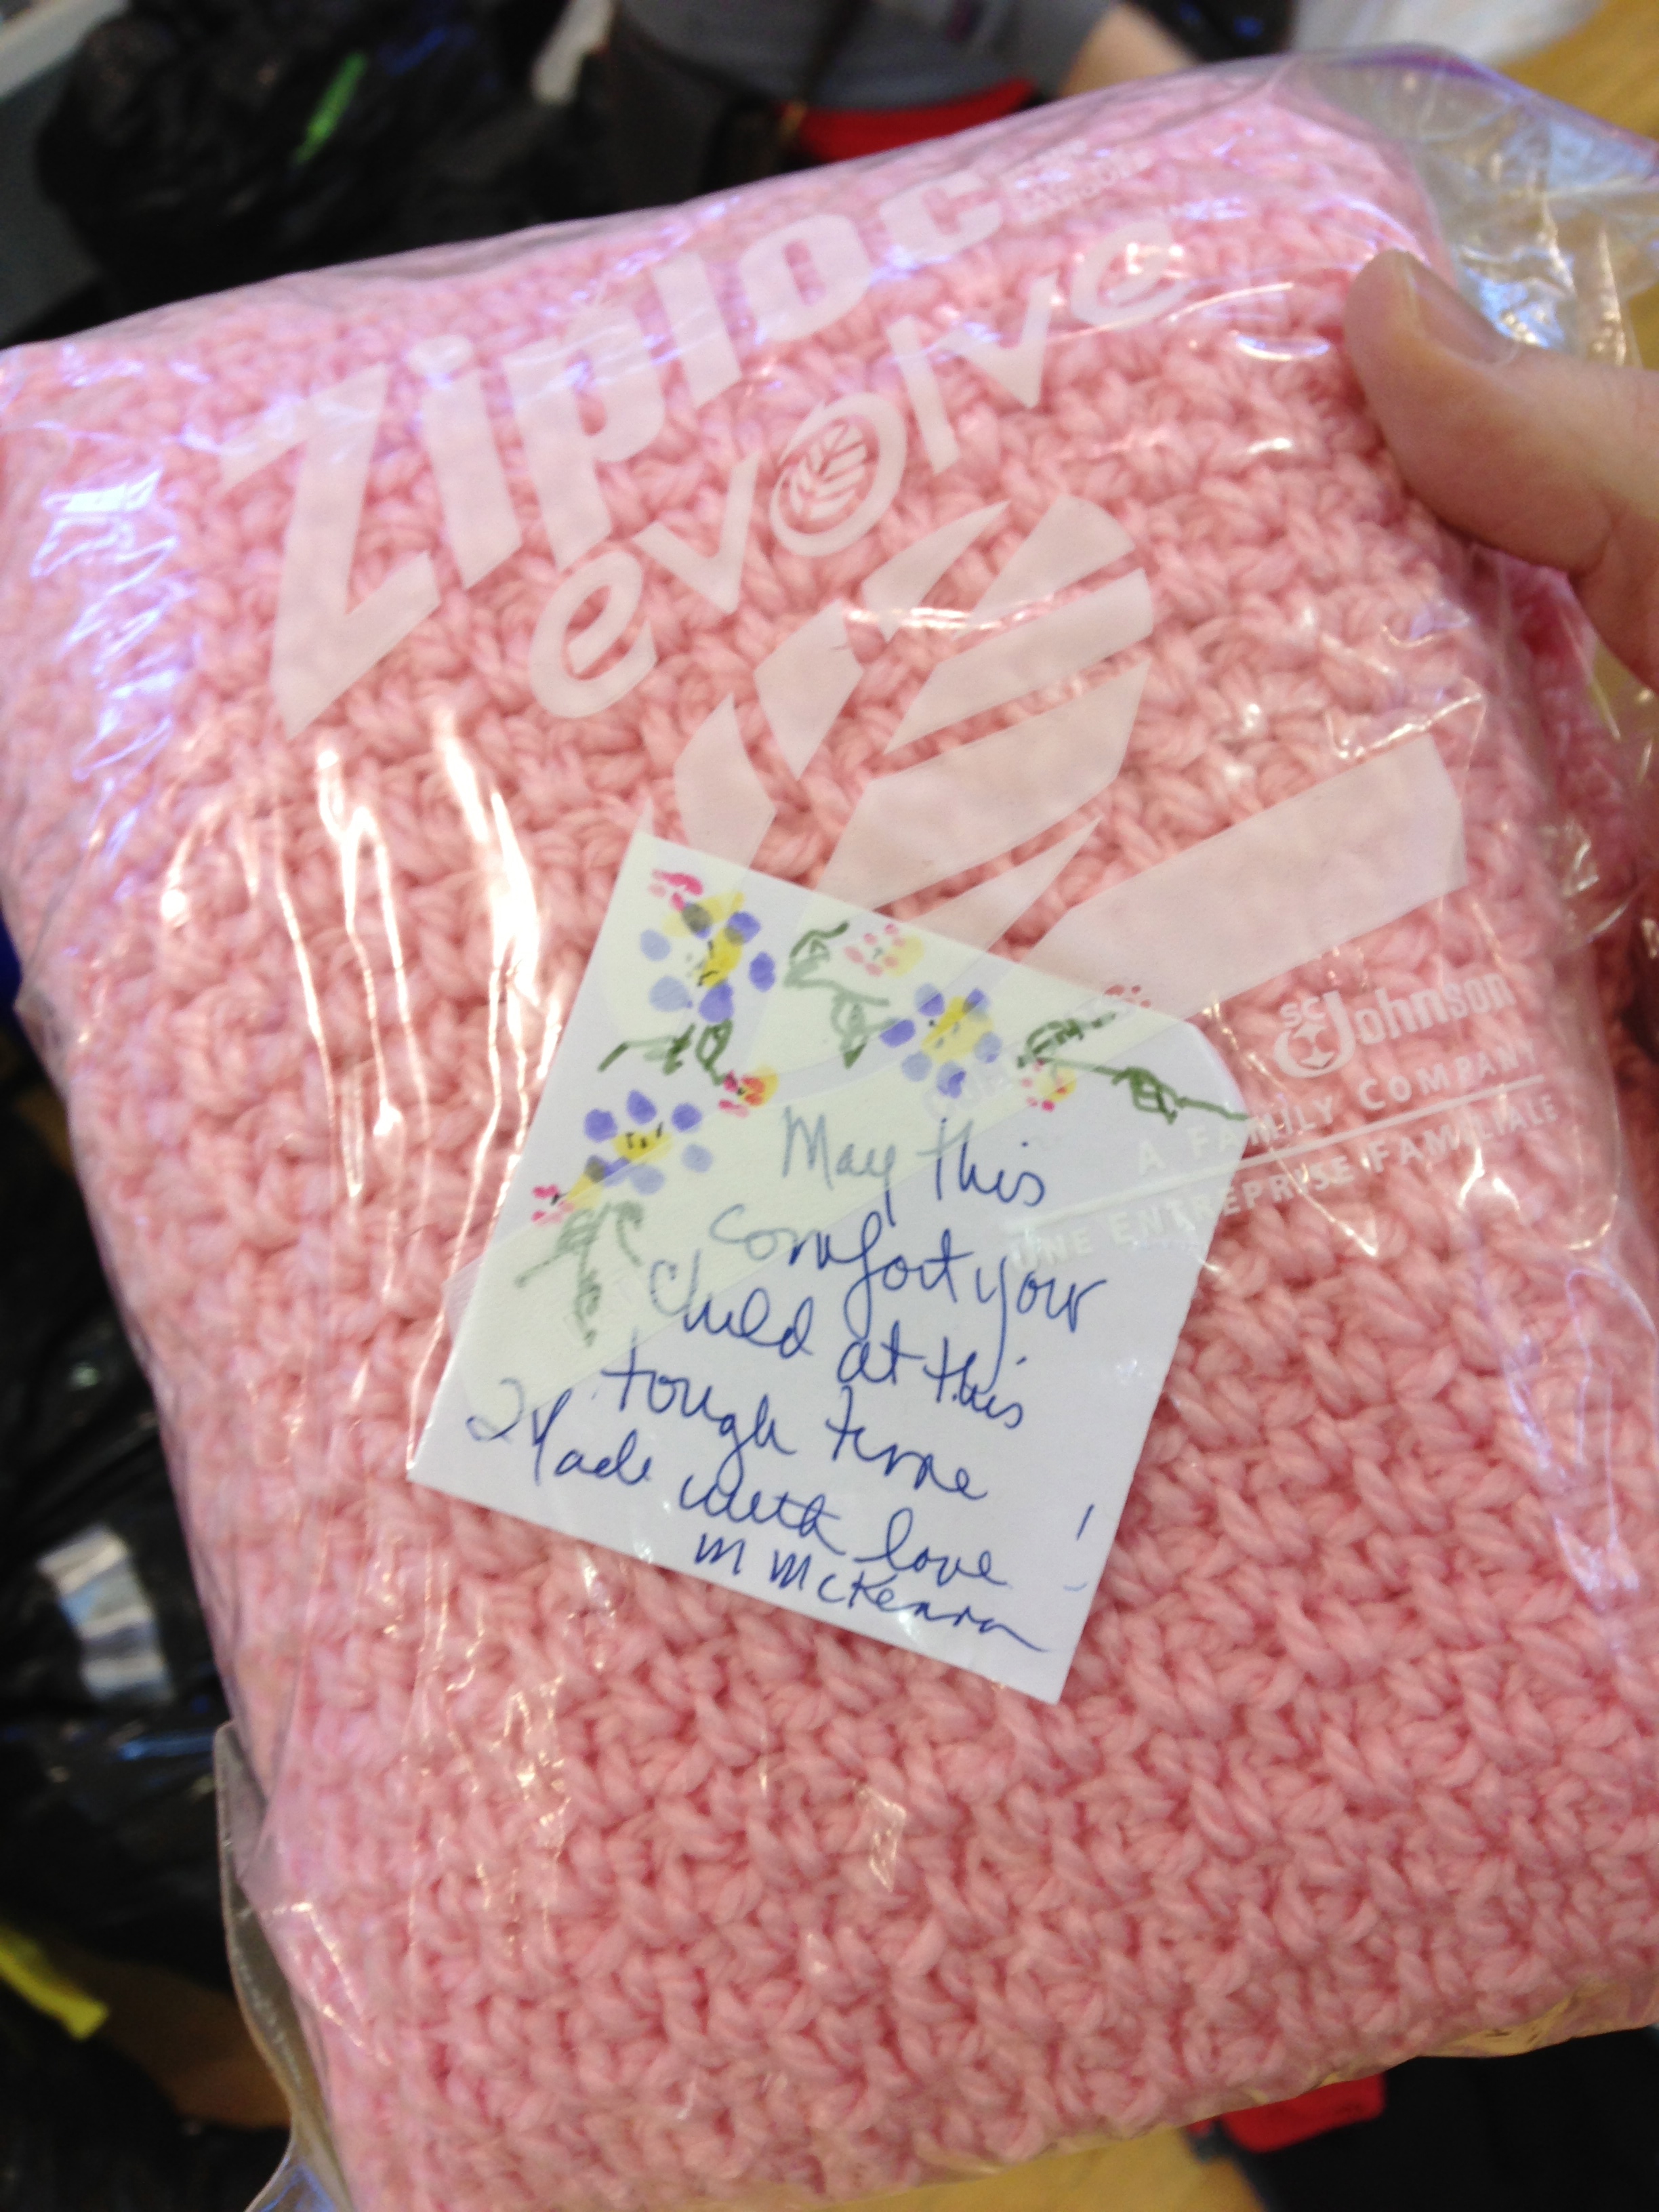 Ziploc
evolve
SC Johnson
A FAMILY COMPANY
UNE ENTREPRISE FAMILIALE
May this
comfort your
child at this
tough time
Made with love!
M McKenna